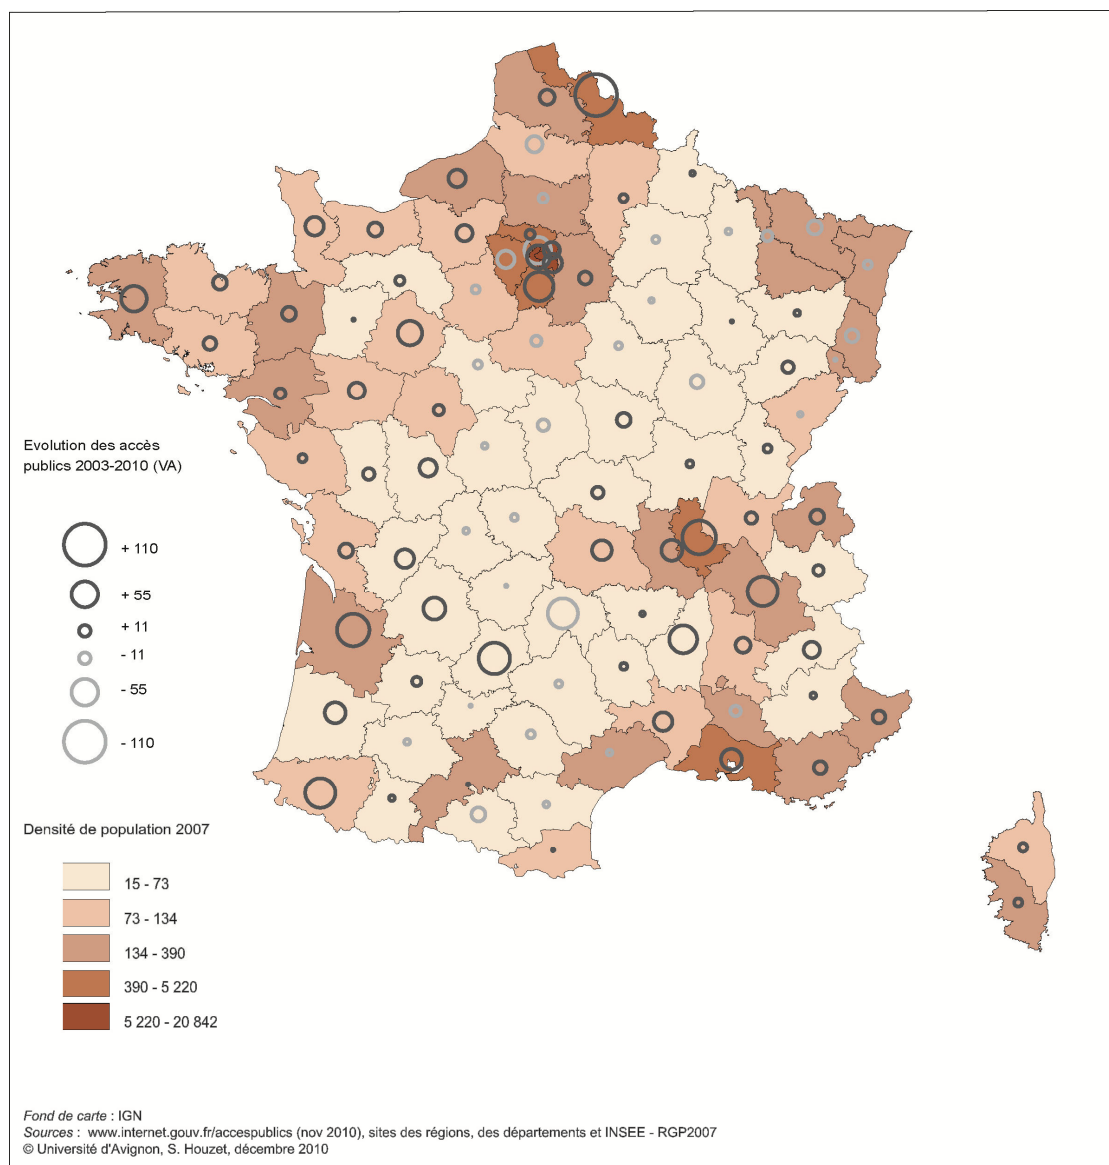 Evolution des accès
publics 2003-2010 (VA)
+ 110
+ 55
+ 11
- 11
- 55
- 110
Densité de population 2007
15 - 73
73 - 134
134 - 390
390 - 5 220
5 220 - 20 842
Fond de carte : IGN
Sources : www.internet.gouv.fr/accespublics (nov 2010), sites des régions, des départements et INSEE - RGP2007
© Université d'Avignon, S. Houzet, décembre 2010